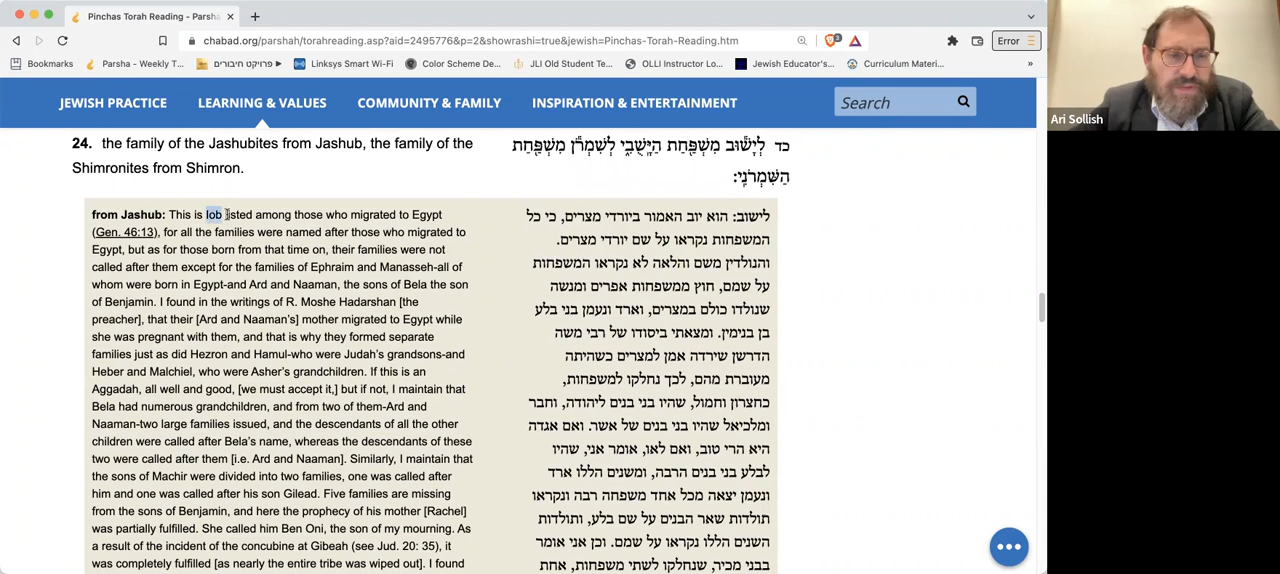 Pinchas Torah Reading - Parsha
chabad.org/parshah/torahreading.asp?aid=2495776&p=2&showrashi=true&jewish=Pinchas-Torah-Reading.htm
Error
Bookmarks
Parsha - Weekly T...
פרויקט חיבורים
Linksys Smart Wi-Fi
Color Scheme De...
JLI Old Student Te...
OLLI Instructor Lo...
Jewish Educator's...
Curriculum Materi...
»
JEWISH PRACTICE
LEARNING & VALUES
COMMUNITY & FAMILY
INSPIRATION & ENTERTAINMENT
Search
Ari Sollish
24. the family of the Jashubites from Jashub, the family of the
Shimronites from Shimron.
כד לְיָשׁ֕וּב מִשְׁפַּ֖חַת הַיָּֽשֻׁבִ֑י לְשִׁמְרֹ֕ן מִשְׁפַּ֖חַת
הַשִּׁמְרֹנִֽי:
from Jashub: This is Iob listed among those who migrated to Egypt
(Gen. 46:13), for all the families were named after those who migrated to
Egypt, but as for those born from that time on, their families were not
called after them except for the families of Ephraim and Manasseh-all of
whom were born in Egypt-and Ard and Naaman, the sons of Bela the son
of Benjamin. I found in the writings of R. Moshe Hadarshan [the
preacher], that their [Ard and Naaman's] mother migrated to Egypt while
she was pregnant with them, and that is why they formed separate
families just as did Hezron and Hamul-who were Judah's grandsons-and
Heber and Malchiel, who were Asher's grandchildren. If this is an
Aggadah, all well and good, [we must accept it,] but if not, I maintain that
Bela had numerous grandchildren, and from two of them-Ard and
Naaman-two large families issued, and the descendants of all the other
children were called after Bela's name, whereas the descendants of these
two were called after them [i.e. Ard and Naaman]. Similarly, I maintain that
the sons of Machir were divided into two families, one was called after
him and one was called after his son Gilead. Five families are missing
from the sons of Benjamin, and here the prophecy of his mother [Rachel]
was partially fulfilled. She called him Ben Oni, the son of my mourning. As
a result of the incident of the concubine at Gibeah (see Jud. 20: 35), it
was completely fulfilled [as nearly the entire tribe was wiped out]. I found
לישוב: הוא יוב האמור ביורדי מצרים, כי כל
המשפחות נקראו על שם יורדי מצרים.
והנולדין משם והלאה לא נקראו המשפחות
על שמם, חוץ ממשפחות אפרים ומנשה
שנולדו כולם במצרים, וארד ונעמן בני בלע
בן בנימין. ומצאתי ביסודו של רבי משה
הדרשן שירדה אמן למצרים כשהיתה
מעוברת מהם, לכך נחלקו למשפחות,
כחצרון וחמול, שהיו בני בנים ליהודה, וחבר
ומלכיאל שהיו בני בנים של אשר. ואם אגדה
היא הרי טוב, ואם לאו, אומר אני, שהיו
לבלע בני בנים הרבה, ומשנים הללו ארד
ונעמן יצאה מכל אחד משפחה רבה ונקראו
תולדות שאר הבנים על שם בלע, ותולדות
השנים הללו נקראו על שמם. וכן אני אומר
בבני מכיר, שנחלקו לשתי משפחות, אחת